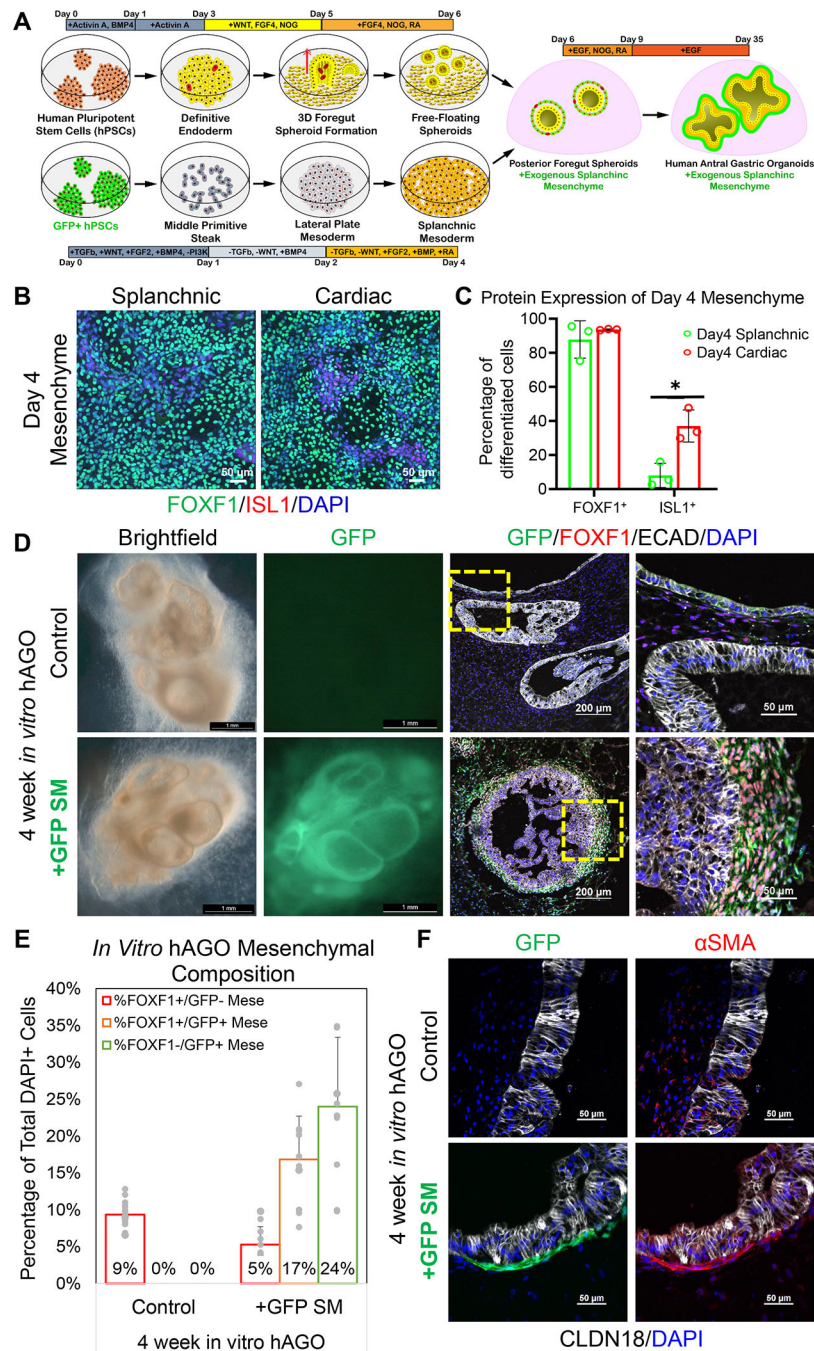 A
Day 0
Day 1
Day 3
Day 5
Day 6
+Activin A, BMP4
+Activin A
+WNT, FGF4, NOG
+FGF4, NOG, RA
Day 6
Day 9
Day 35
+EGF, NOG, RA
+EGF
Human Pluripotent
Stem Cells (hPSCs)
Definitive
Endoderm
3D Foregut
Spheroid Formation
Free-Floating
Spheroids
Posterior Foregut Spheroids
+Exogenous Splanchinc
Mesenchyme
Human Antral Gastric Organoids
+Exogenous Splanchinc
Mesenchyme
GFP+ hPSCs
Middle Primitive
Steak
Lateral Plate
Mesoderm
Splanchnic
Mesoderm
+TGFb, +WNT, +FGF2, +BMP4, -PI3K
-TGFb, -WNT, +BMP4
-TGFb, -WNT, +FGF2, +BMP, +RA
Day 0
Day 1
Day 2
Day 4
B
Splanchnic
Cardiac
Day 4
Mesenchyme
50 µm
50 µm
FOXF1/ISL1/DAPI
C
Protein Expression of Day 4 Mesenchyme
Percentage of
differentiated cells
100
80
60
40
20
0
Day4 Splanchnic
Day4 Cardiac
*
FOXF1⁺
ISL1⁺
D
Brightfield
GFP
GFP/FOXF1/ECAD/DAPI
4 week in vitro hAGO
Control
+GFP SM
1 mm
1 mm
200 µm
50 µm
1 mm
1 mm
200 µm
50 µm
E
In Vitro hAGO Mesenchymal
Composition
Percentage of Total DAPI+ Cells
40%
35%
30%
25%
20%
15%
10%
5%
0%
%FOXF1+/GFP- Mese
%FOXF1+/GFP+ Mese
%FOXF1-/GFP+ Mese
9%
0%
0%
5%
17%
24%
Control
+GFP SM
4 week in vitro hAGO
F
GFP
αSMA
4 week in vitro hAGO
Control
+GFP SM
50 µm
50 µm
50 µm
50 µm
CLDN18/DAPI